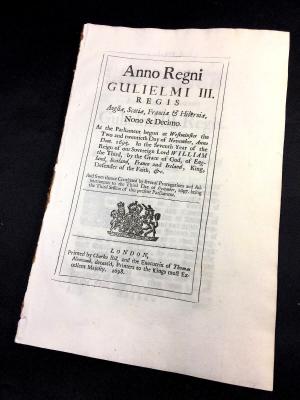 Anno Regni
GULIELMI III.
REGIS
Angliæ, Scotiæ, Franciæ & Hiberniæ,
Nono & Decimo.
At the Parliament begun at Westminster the
Two and twentieth Day of November, Anno
Dom. 1695. In the Seventh Year of the
Reign of our Sovereign Lord WILLIAM
the Third, by the Grace of God, of Eng-
land, Scotland, France and Ireland, King,
Defender of the Faith, &c.
And from thence Continued by several Prorogations and Ad-
journments to the Third Day of December, 1697. being
the Third Session of this present Parliament.
LONDON,
Printed by Charles Bill, and the Executrix of Thomas
Newcomb, deceas'd, Printers to the Kings most Ex-
cellent Majesty. 1698.